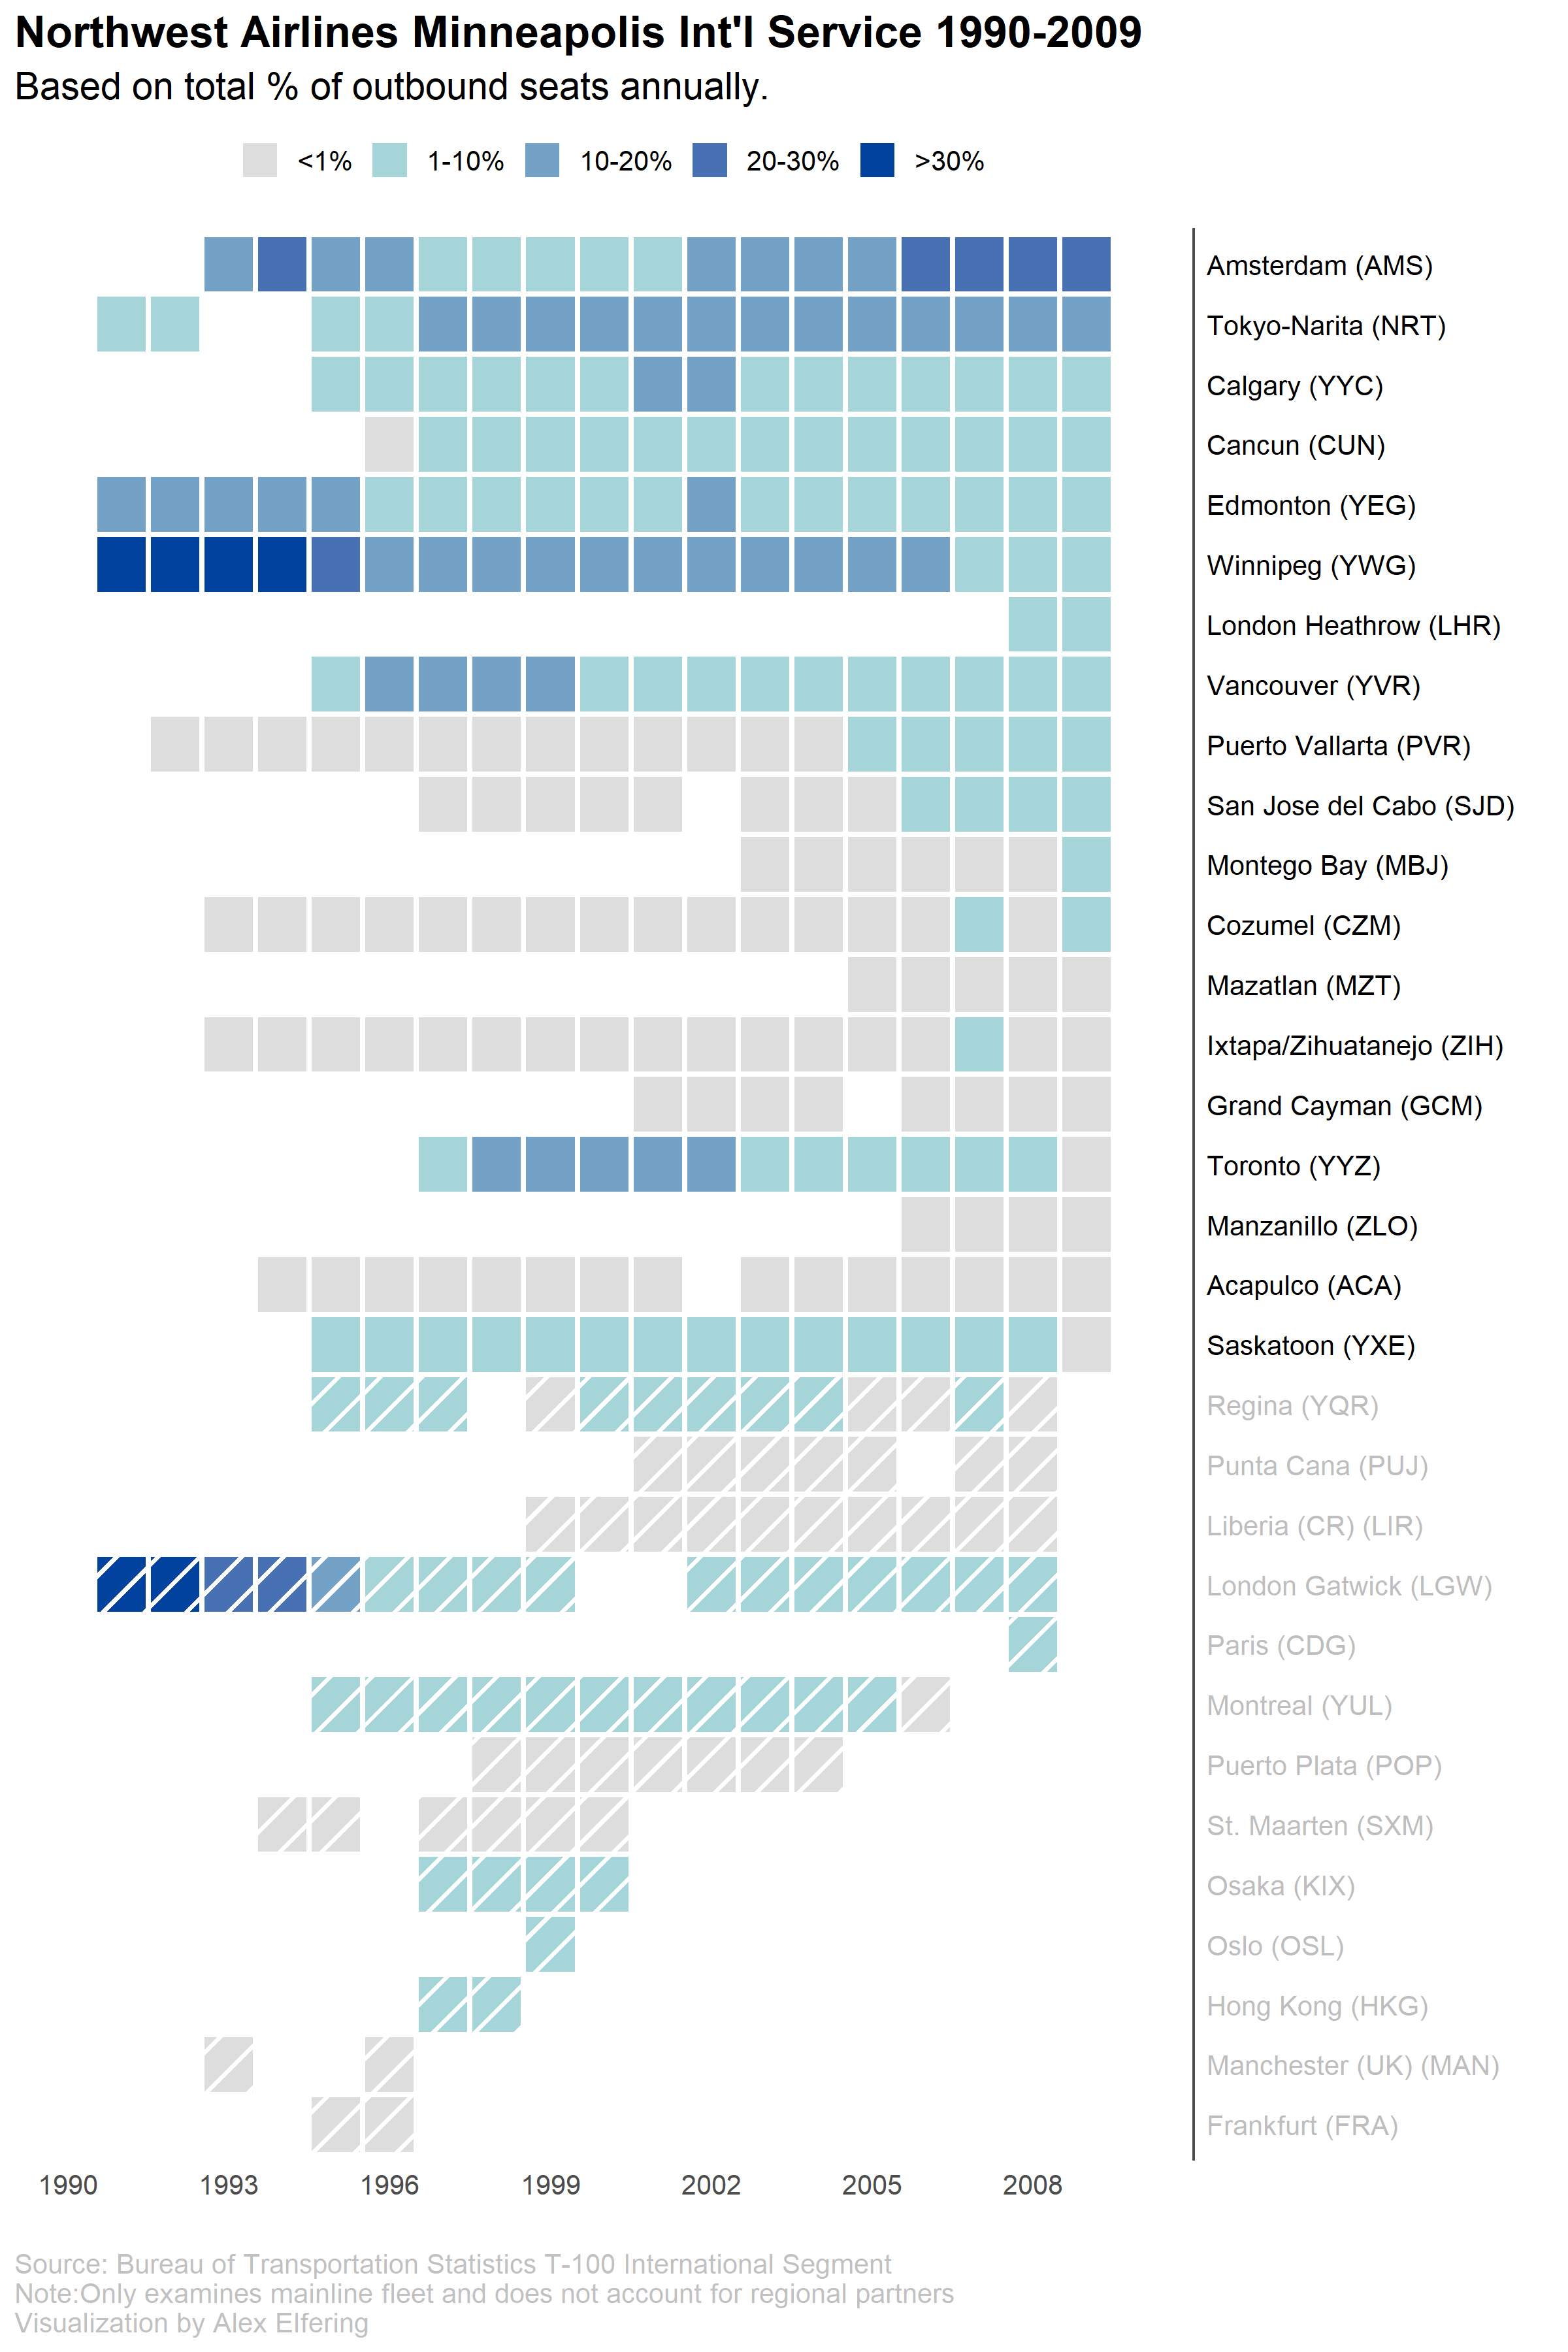 Northwest Airlines Minneapolis Int'l Service 1990-2009
Based on total % of outbound seats annually.
<1% 1-10% 10-20% 20-30% >30%
Amsterdam (AMS)
Tokyo-Narita (NRT)
Calgary (YYC)
Cancun (CUN)
Edmonton (YEG)
Winnipeg (YWG)
London Heathrow (LHR)
Vancouver (YVR)
Puerto Vallarta (PVR)
San Jose del Cabo (SJD)
Montego Bay (MBJ)
Cozumel (CZM)
Mazatlan (MZT)
Ixtapa/Zihuatanejo (ZIH)
Grand Cayman (GCM)
Toronto (YYZ)
Manzanillo (ZLO)
Acapulco (ACA)
Saskatoon (YXE)
Regina (YQR)
Punta Cana (PUJ)
Liberia (CR) (LIR)
London Gatwick (LGW)
Paris (CDG)
Montreal (YUL)
Puerto Plata (POP)
St. Maarten (SXM)
Osaka (KIX)
Oslo (OSL)
Hong Kong (HKG)
Manchester (UK) (MAN)
Frankfurt (FRA)
1990 1993 1996 1999 2002 2005 2008
Source: Bureau of Transportation Statistics T-100 International Segment
Note:Only examines mainline fleet and does not account for regional partners
Visualization by Alex Elfering